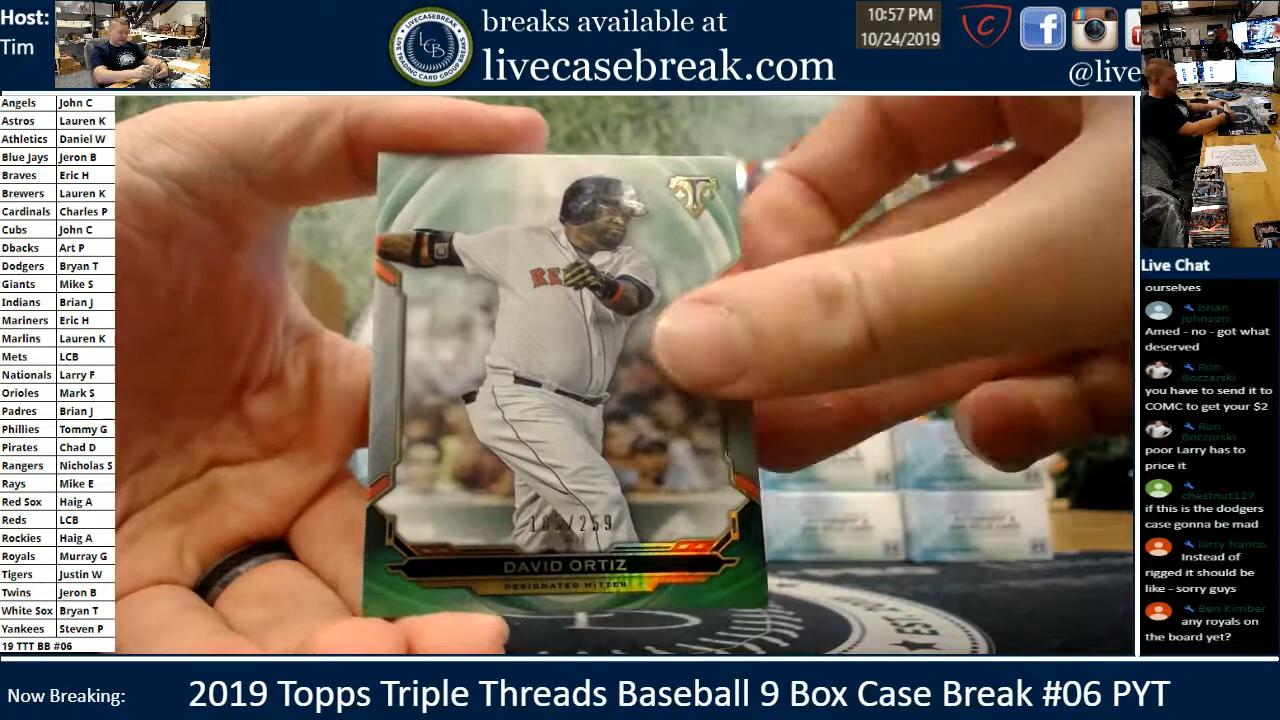 Host:
Tim
breaks available at
livecasebreak.com
10:57 PM
10/24/2019
@live
Angels John C
Astros Lauren K
Athletics Daniel W
Blue Jays Jeron B
Braves Eric H
Brewers Lauren K
Cardinals Charles P
Cubs John C
Dbacks Art P
Dodgers Bryan T
Giants Mike S
Indians Brian J
Mariners Eric H
Marlins Lauren K
Mets LCB
Nationals Larry F
Orioles Mark S
Padres Brian J
Phillies Tommy G
Pirates Chad D
Rangers Nicholas S
Rays Mike E
Red Sox Haig A
Reds LCB
Rockies Haig A
Royals Murray G
Tigers Justin W
Twins Jeron B
White Sox Bryan T
Yankees Steven P
19 TTT BB #06
RE
/259
DAVID ORTIZ
DESIGNATED HITTER
EST
Live Chat
ourselves
brian
johnson
Amed - no - got what
deserved
Ron
Boczarski
you have to send it to
COMC to get your $2
Ron
Boczarski
poor Larry has to
price it
chestnut127
if this is the dodgers
case gonna be mad
larry franco
Instead of
rigged it should be
like - sorry guys
Ben Kimber
any royals on
the board yet?
Now Breaking:
2019 Topps Triple Threads Baseball 9 Box Case Break #06 PYT